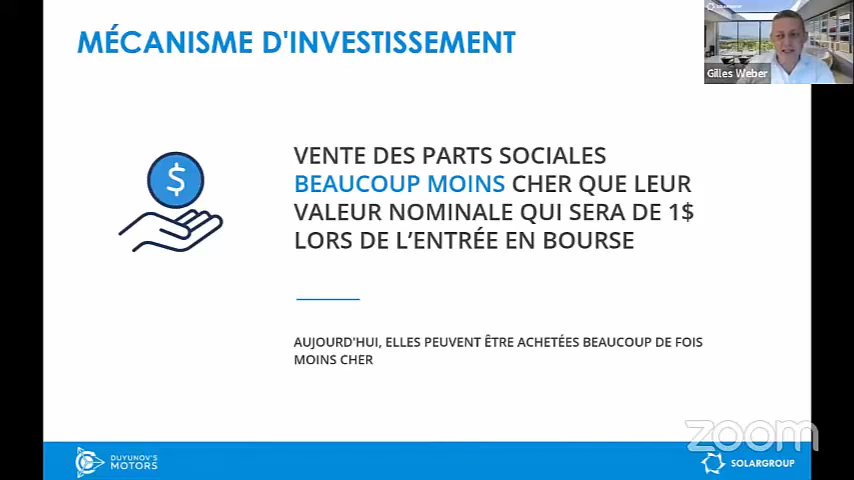 MÉCANISME D'INVESTISSEMENT
SOLARGROUP
Gilles Weber
$
VENTE DES PARTS SOCIALES
BEAUCOUP MOINS CHER QUE LEUR
VALEUR NOMINALE QUI SERA DE 1$
LORS DE L'ENTRÉE EN BOURSE
AUJOURD'HUI, ELLES PEUVENT ÊTRE ACHETÉES BEAUCOUP DE FOIS
MOINS CHER
zoom
DUYUNOV'S
MOTORS
SOLARGROUP